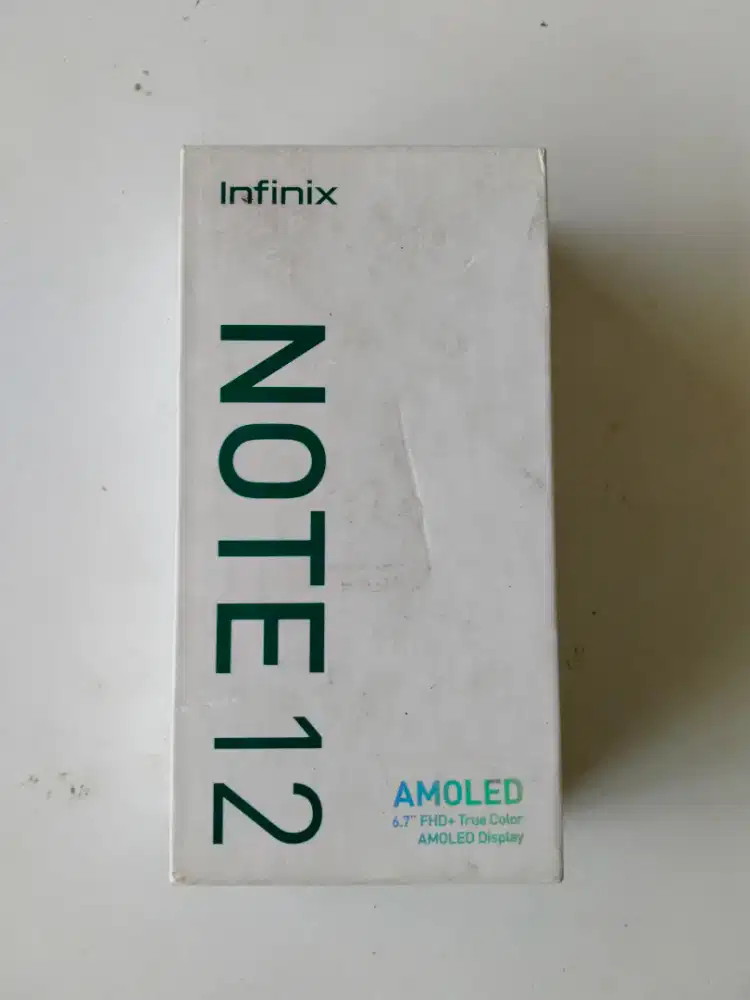 Infinix
NOTE 12
AMOLED
6.7" FHD+ True Color
AMOLED Display